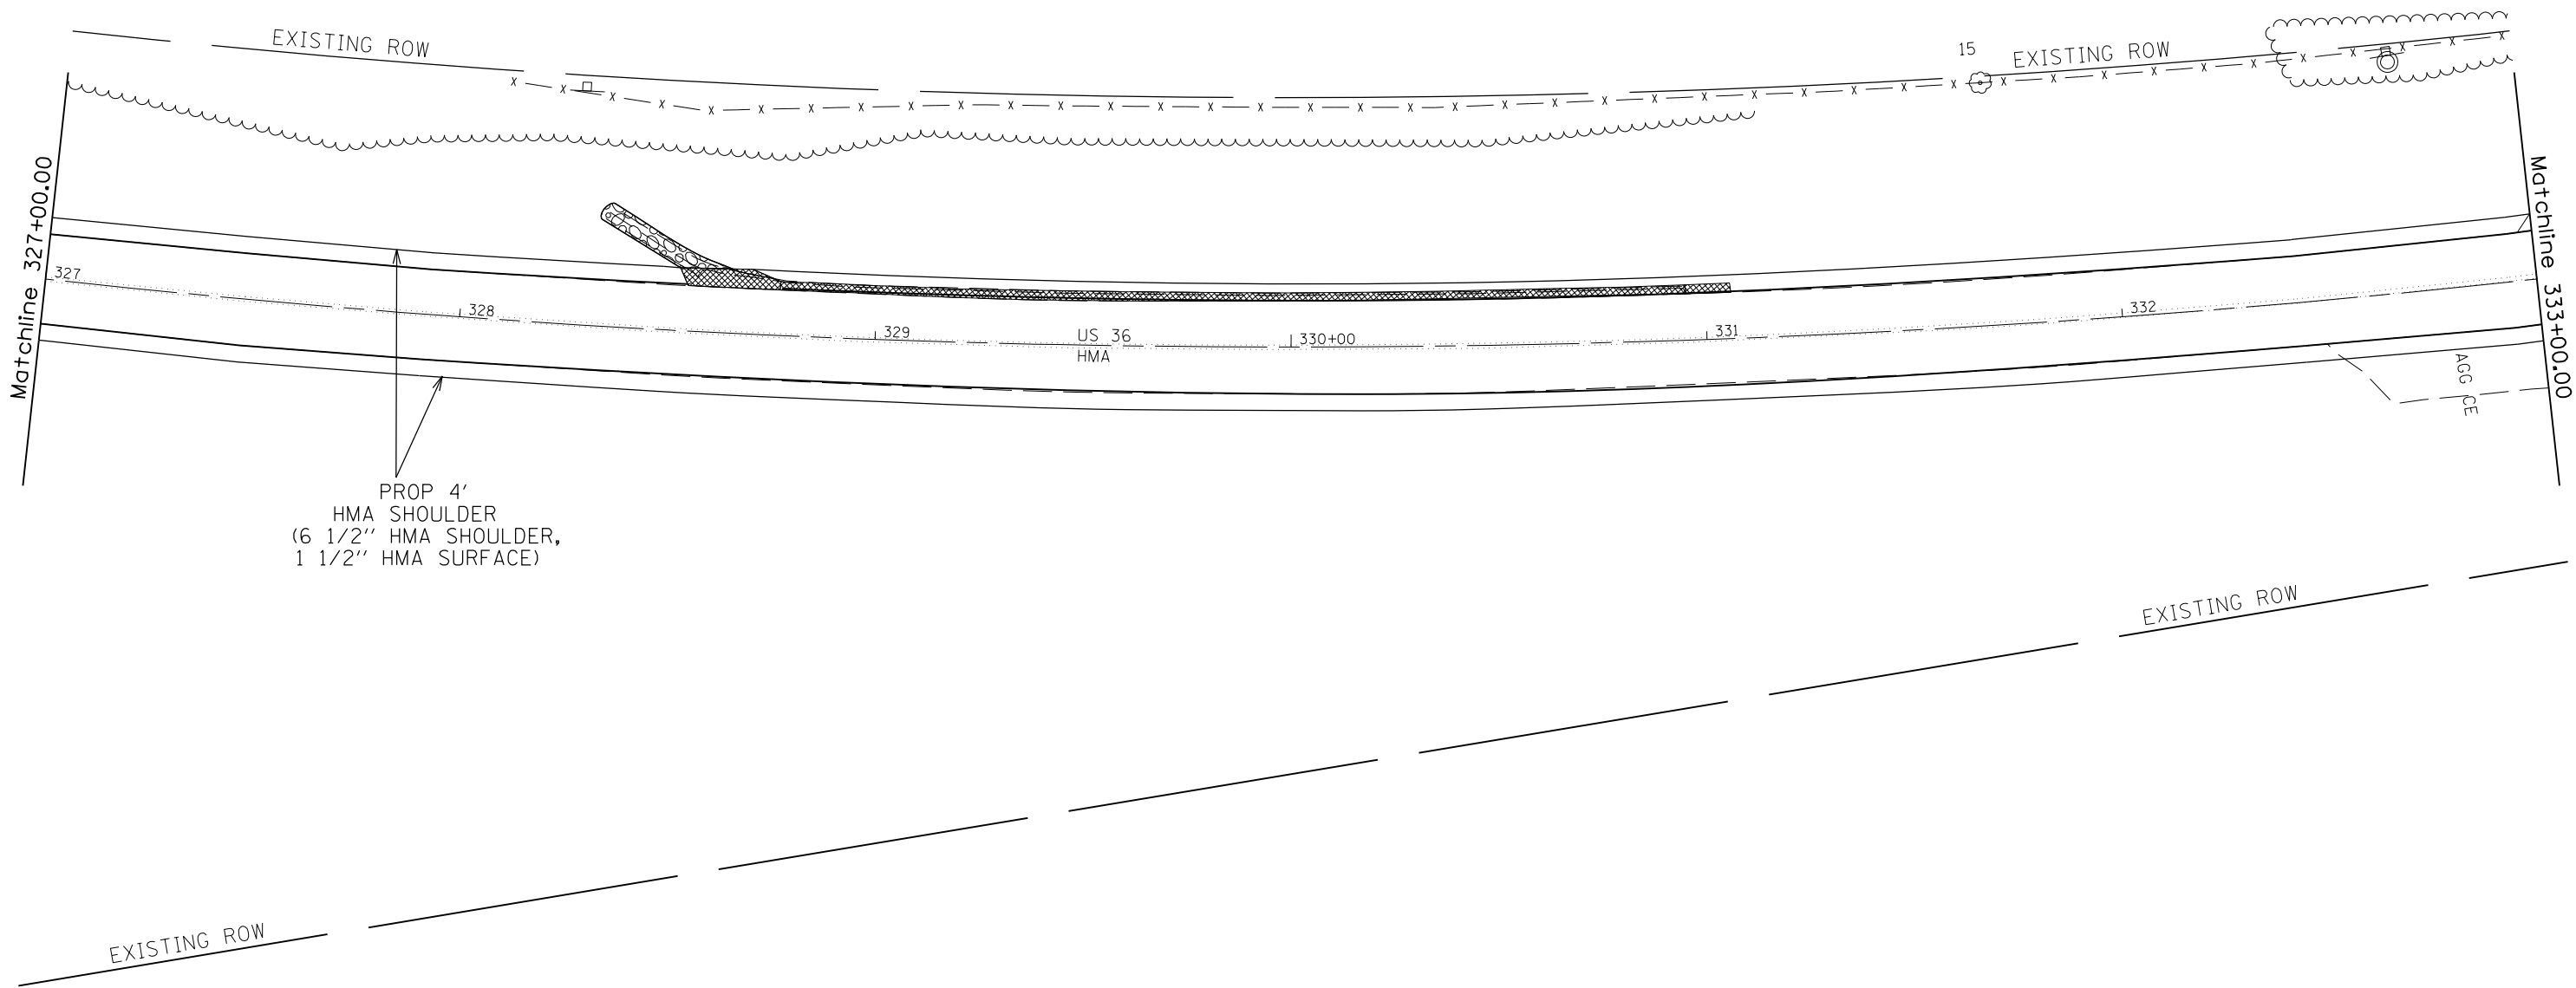 EXISTING ROW
15
EXISTING ROW
Matchline 327+00.00
Matchline 333+00.00
327
328
329
US 36
HMA
330+00
331
332
AGG CE
PROP 4'
HMA SHOULDER
(6 1/2" HMA SHOULDER,
1 1/2" HMA SURFACE)
EXISTING ROW
EXISTING ROW